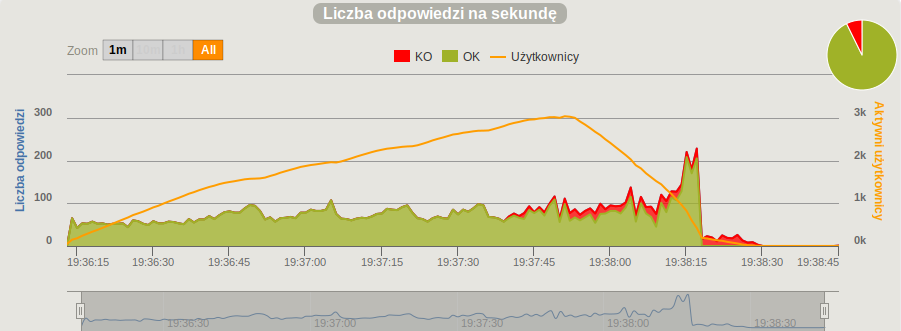 Liczba odpowiedzi na sekundę
Zoom 1m 10m 1h All
KO OK Użytkownicy
Liczba odpowiedzi
300
200
100
0
3k
2k
1k
0k
Aktywni użytkownicy
19:36:15 19:36:30 19:36:45 19:37:00 19:37:15 19:37:30 19:37:45 19:38:00 19:38:15 19:38:30 19:38:45
19:36:30 19:37:00 19:37:30 19:38:00 19:38:30